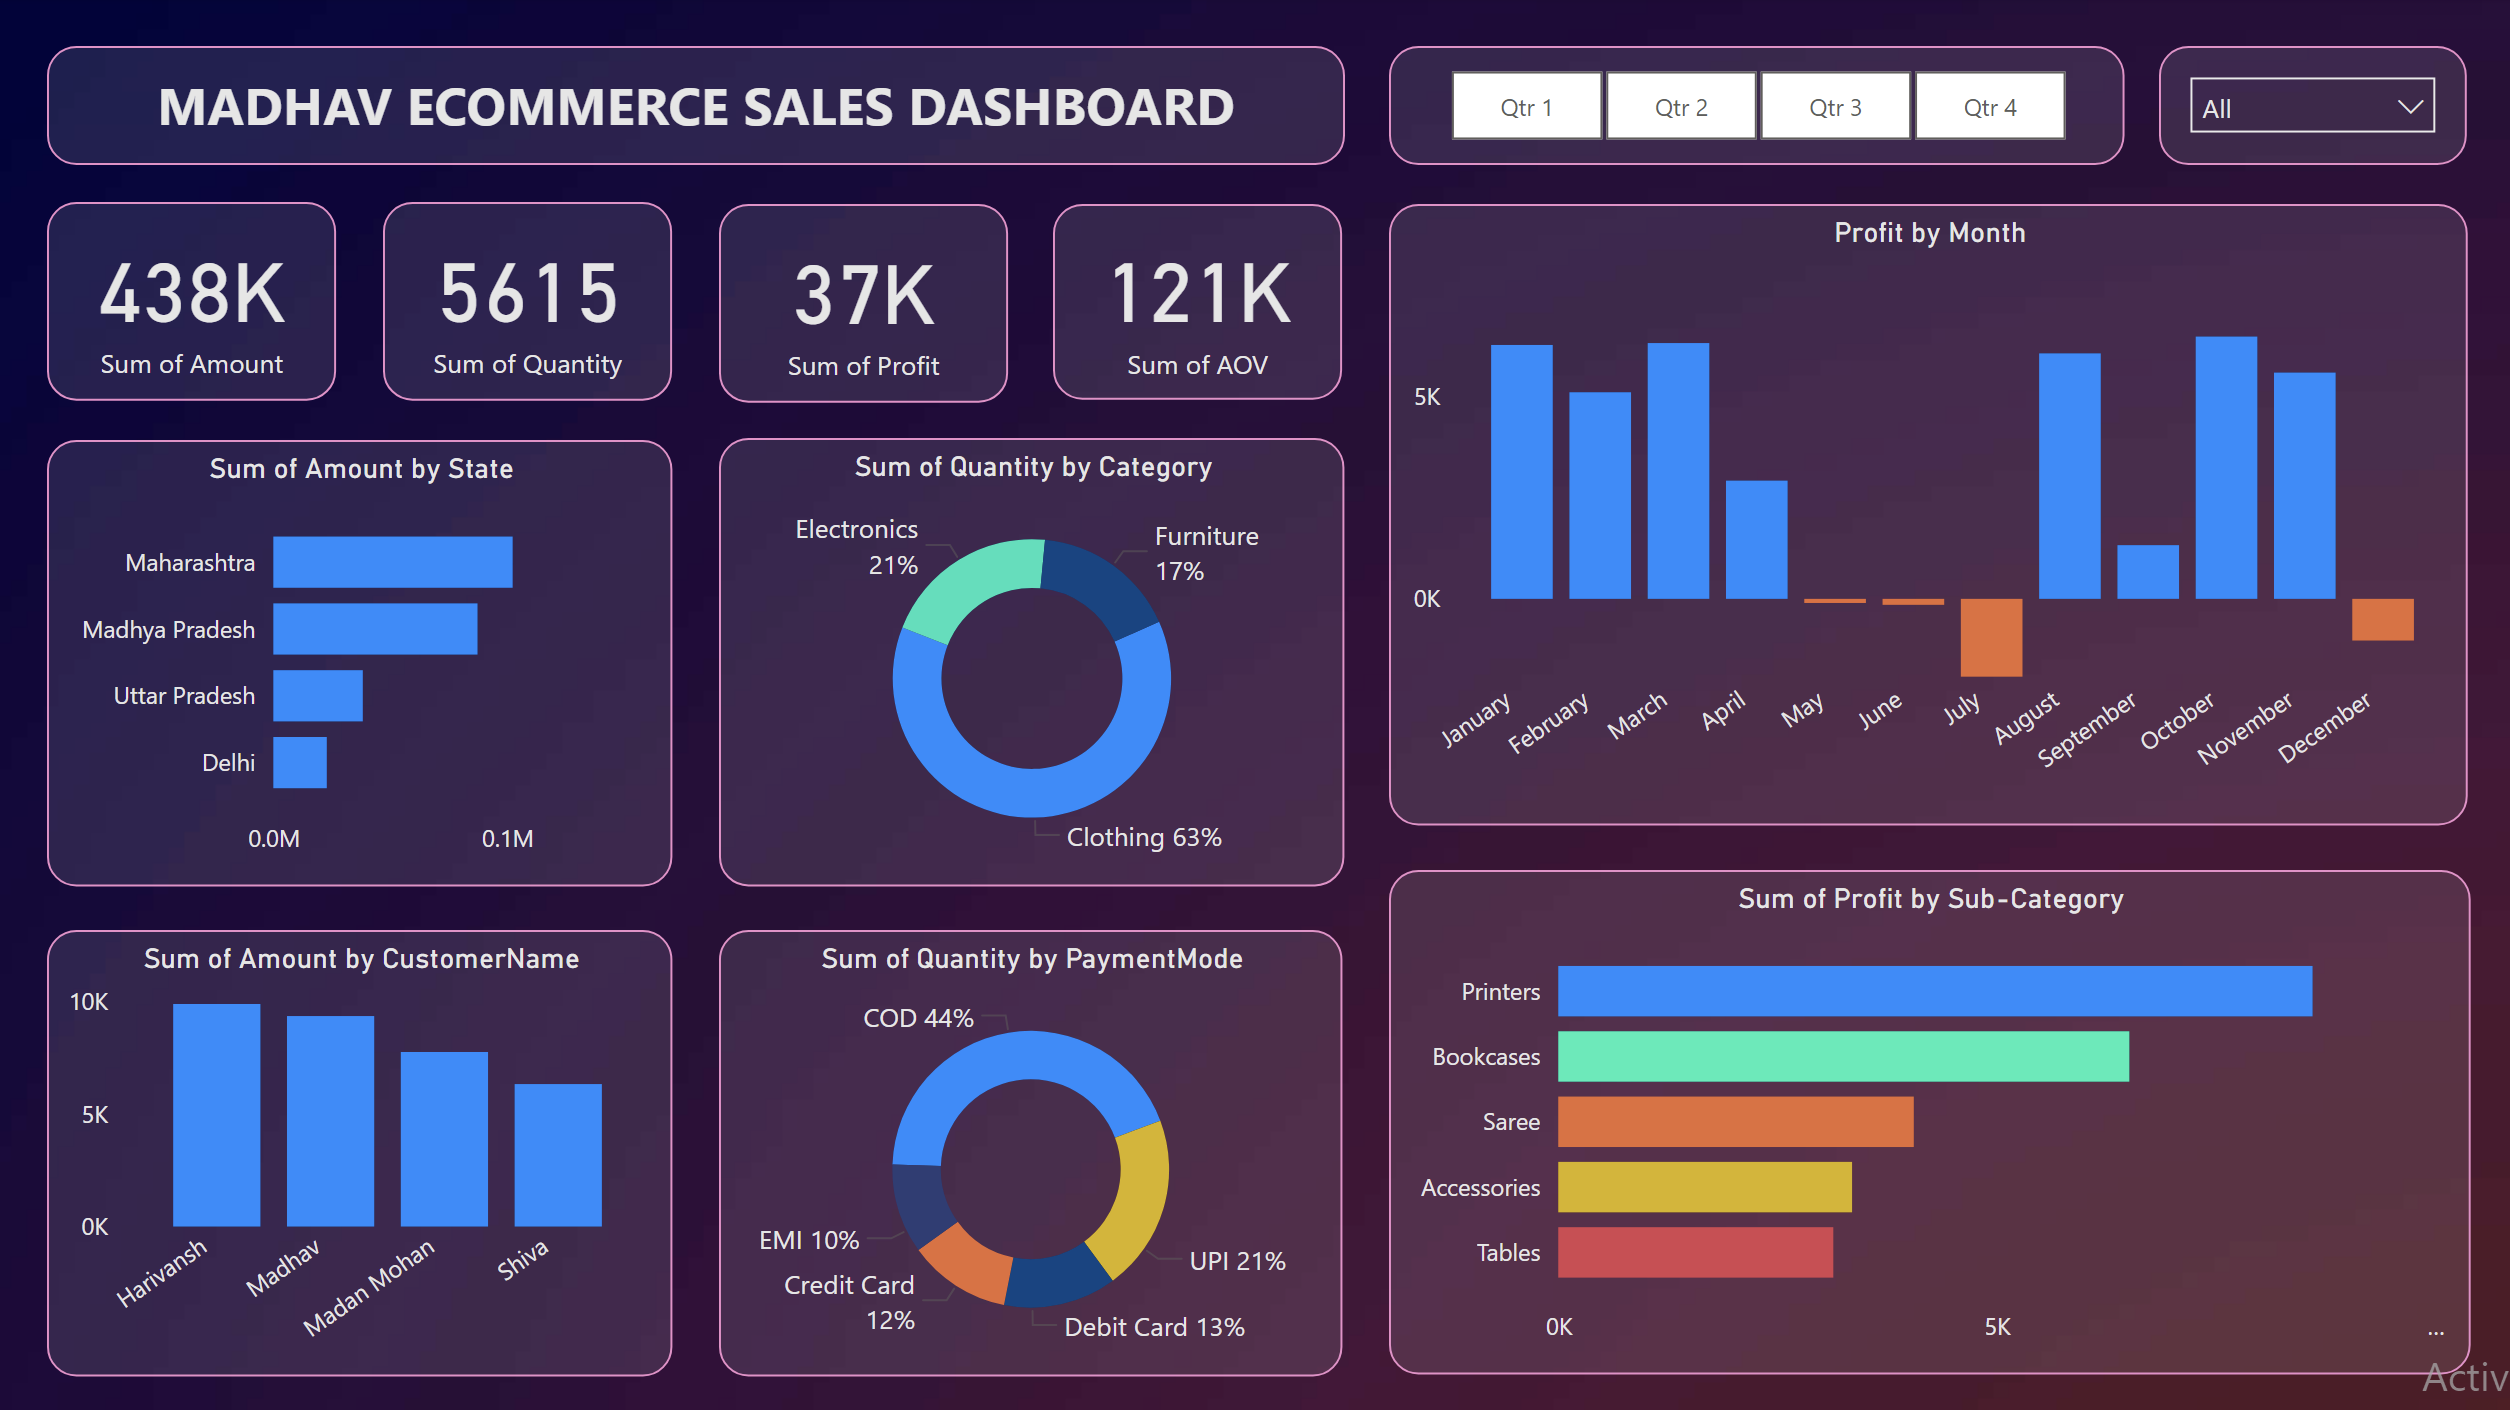 MADHAV ECOMMERCE SALES DASHBOARD
Qtr 1
Qtr 2
Qtr 3
Qtr 4
All
438K
Sum of Amount
5615
Sum of Quantity
37K
Sum of Profit
121K
Sum of AOV
Profit by Month
5K
0K
January
February
March
April
May
June
July
August
September
October
November
December
Sum of Amount by State
Maharashtra
Madhya Pradesh
Uttar Pradesh
Delhi
0.0M
0.1M
Sum of Quantity by Category
Electronics
21%
Furniture
17%
Clothing 63%
Sum of Amount by CustomerName
10K
5K
0K
Harivansh
Madhav
Madan Mohan
Shiva
Sum of Quantity by PaymentMode
COD 44%
EMI 10%
Credit Card
12%
UPI 21%
Debit Card 13%
Sum of Profit by Sub-Category
Printers
Bookcases
Saree
Accessories
Tables
0K
5K
...
Activ